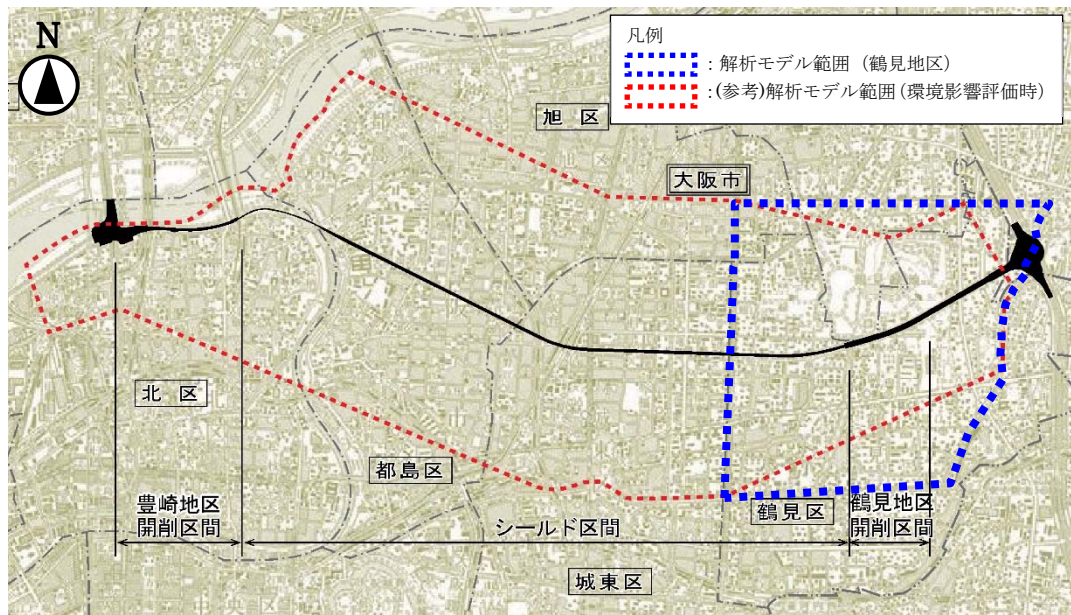 N
凡例
：解析モデル範囲（鶴見地区）
：(参考)解析モデル範囲(環境影響評価時)
旭 区
大阪市
北 区
都島区
鶴見区
城東区
豊崎地区
開削区間
シールド区間
鶴見地区
開削区間